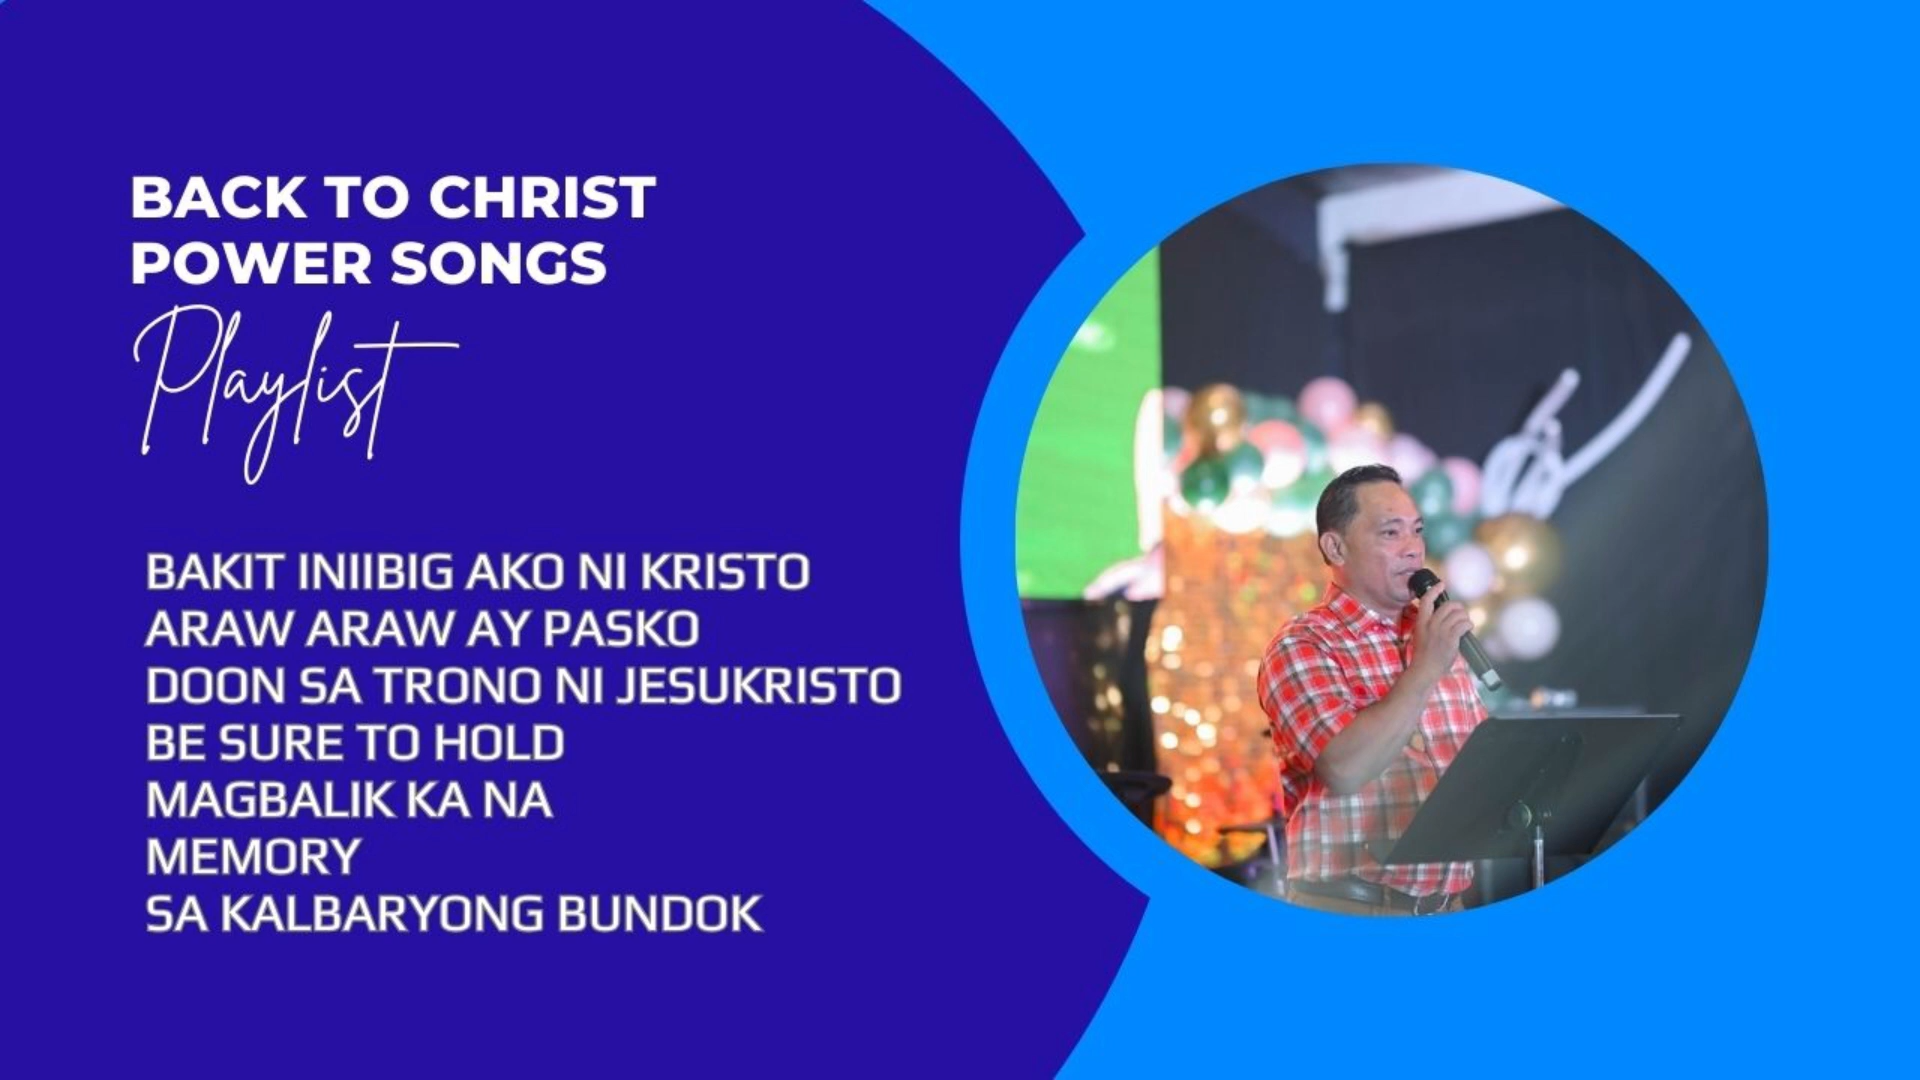 BACK TO CHRIST
POWER SONGS
Playlist
BAKIT INIIBIG AKO NI KRISTO
ARAW ARAW AY PASKO
DOON SA TRONO NI JESUKRISTO
BE SURE TO HOLD
MAGBALIK KA NA
MEMORY
SA KALBARYONG BUNDOK